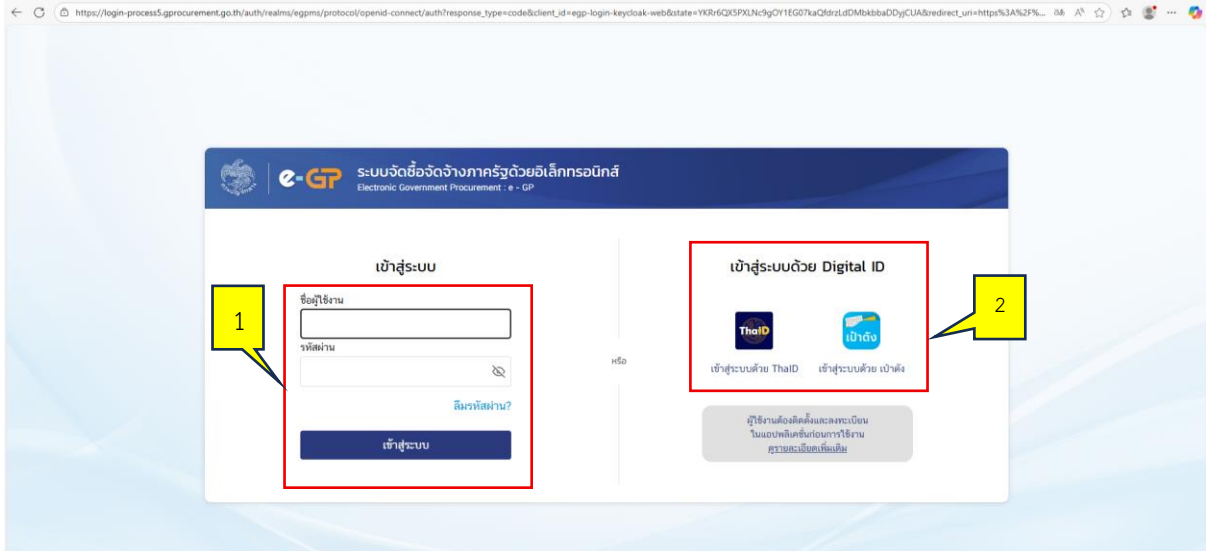 https://login-process5.gprocurement.go.th/auth/realms/egpms/protocol/openid-connect/auth?response_type=code&client_id=egp-login-keycloak-web&state=YKRr6QX5PXLNc9gOY1EG07kaQfdrzLdDMbkbbaDDyjCUA&redirect_uri=https%3A%2F%...
e-GP
ระบบจัดซื้อจัดจ้างภาครัฐด้วยอิเล็กทรอนิกส์
Electronic Government Procurement : e - GP
เข้าสู่ระบบ
ชื่อผู้ใช้งาน
รหัสผ่าน
ลืมรหัสผ่าน?
เข้าสู่ระบบ
1
หรือ
เข้าสู่ระบบด้วย Digital ID
ThaID
เป๋าตัง
เข้าสู่ระบบด้วย ThaID
เข้าสู่ระบบด้วย เป๋าตัง
2
ผู้ใช้งานต้องติดตั้งและลงทะเบียน
ในแอปพลิเคชั่นก่อนการใช้งาน
ดูรายละเอียดเพิ่มเติม